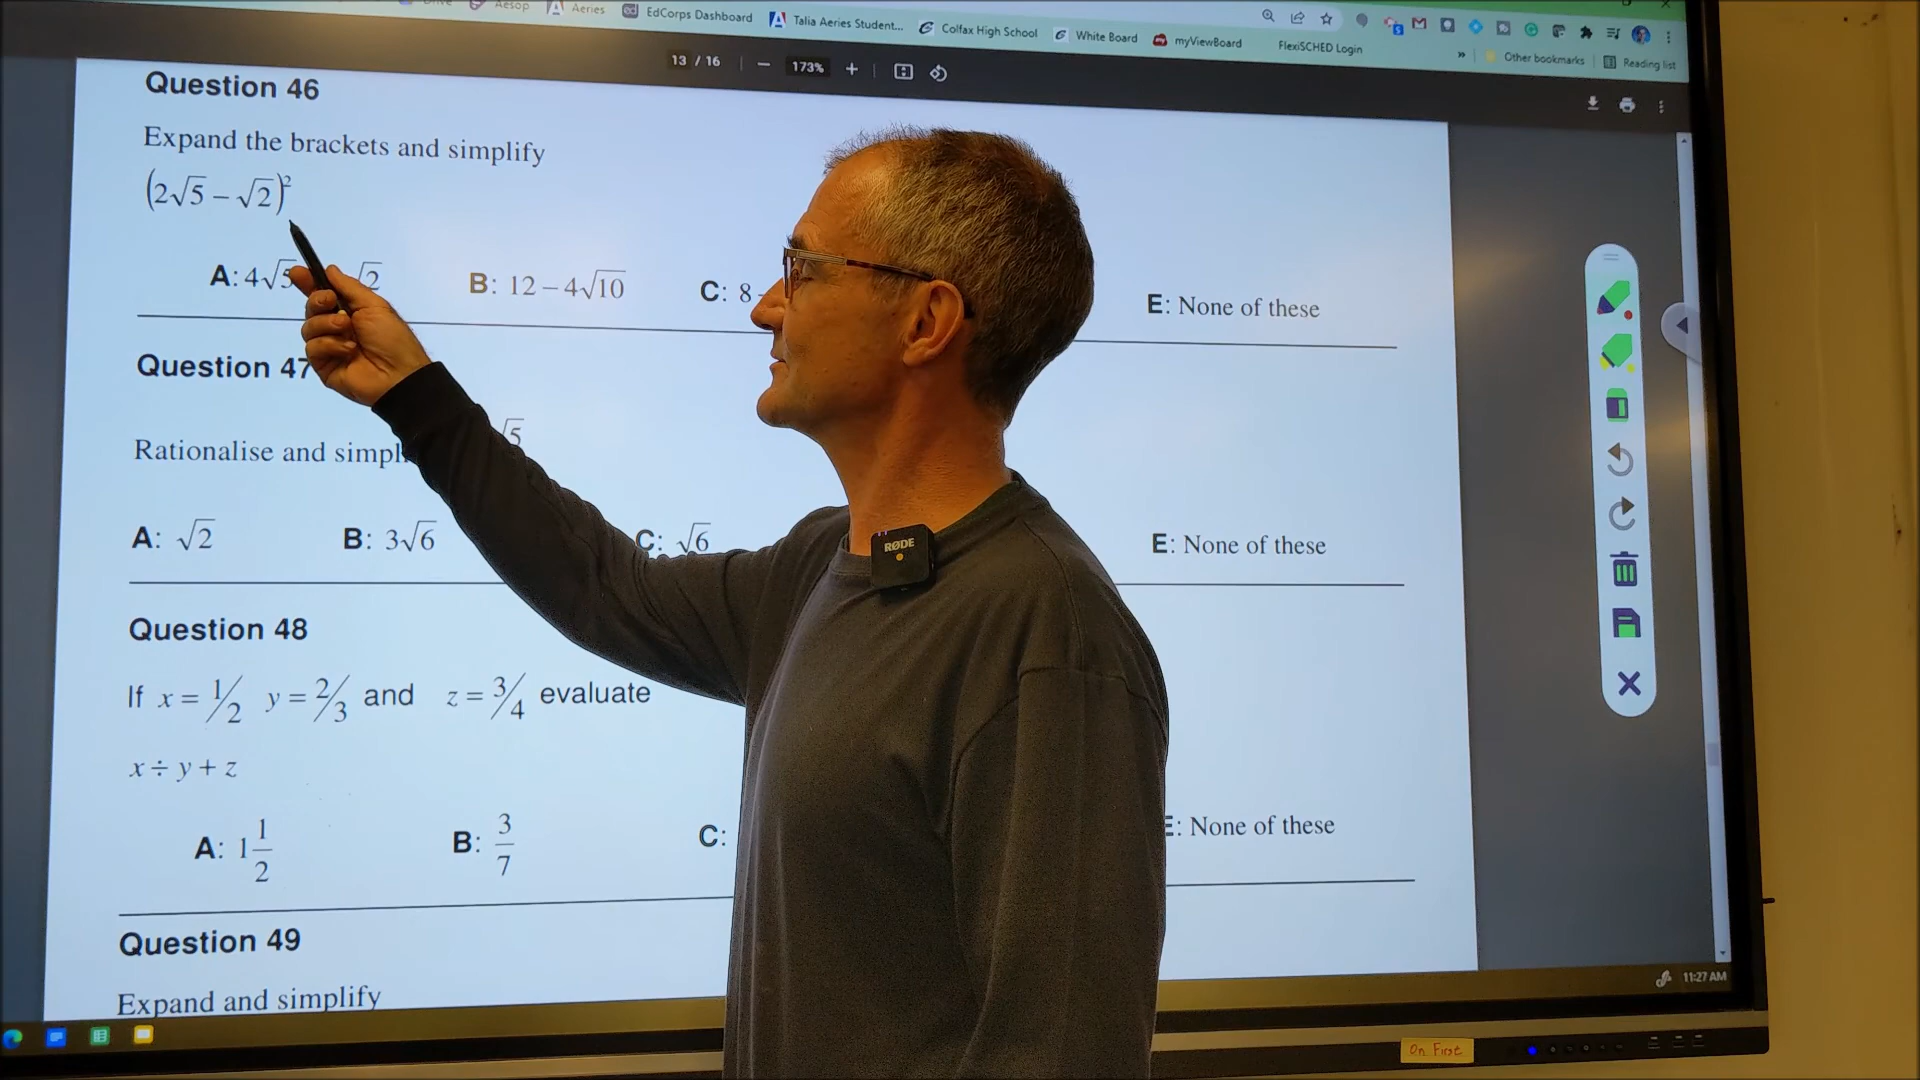 Drive Aesop Aeries EdCorps Dashboard Talia Aeries Student... Colfax High School White Board myViewBoard FlexiSCHED Login
» Other bookmarks Reading list
13 / 16 173%
Question 46
Expand the brackets and simplify
(2√5 − √2)²
A: 4√5 √2 B: 12 − 4√10 C: 8 E: None of these
Question 47
Rationalise and simpl √5
A: √2 B: 3√6 C: √6 E: None of these
Question 48
If x = 1/2 y = 2/3 and z = 3/4 evaluate
x ÷ y + z
A: 1 1/2 B: 3/7 C: E: None of these
Question 49
Expand and simplify
11:27 AM
On First
RØDE